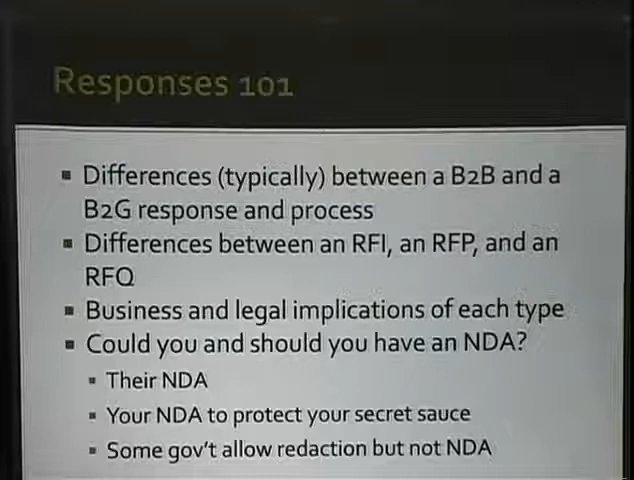 Responses 101
▪ Differences (typically) between a B2B and a
B2G response and process
▪ Differences between an RFI, an RFP, and an
RFQ
▪ Business and legal implications of each type
▪ Could you and should you have an NDA?
▪ Their NDA
▪ Your NDA to protect your secret sauce
▪ Some gov't allow redaction but not NDA